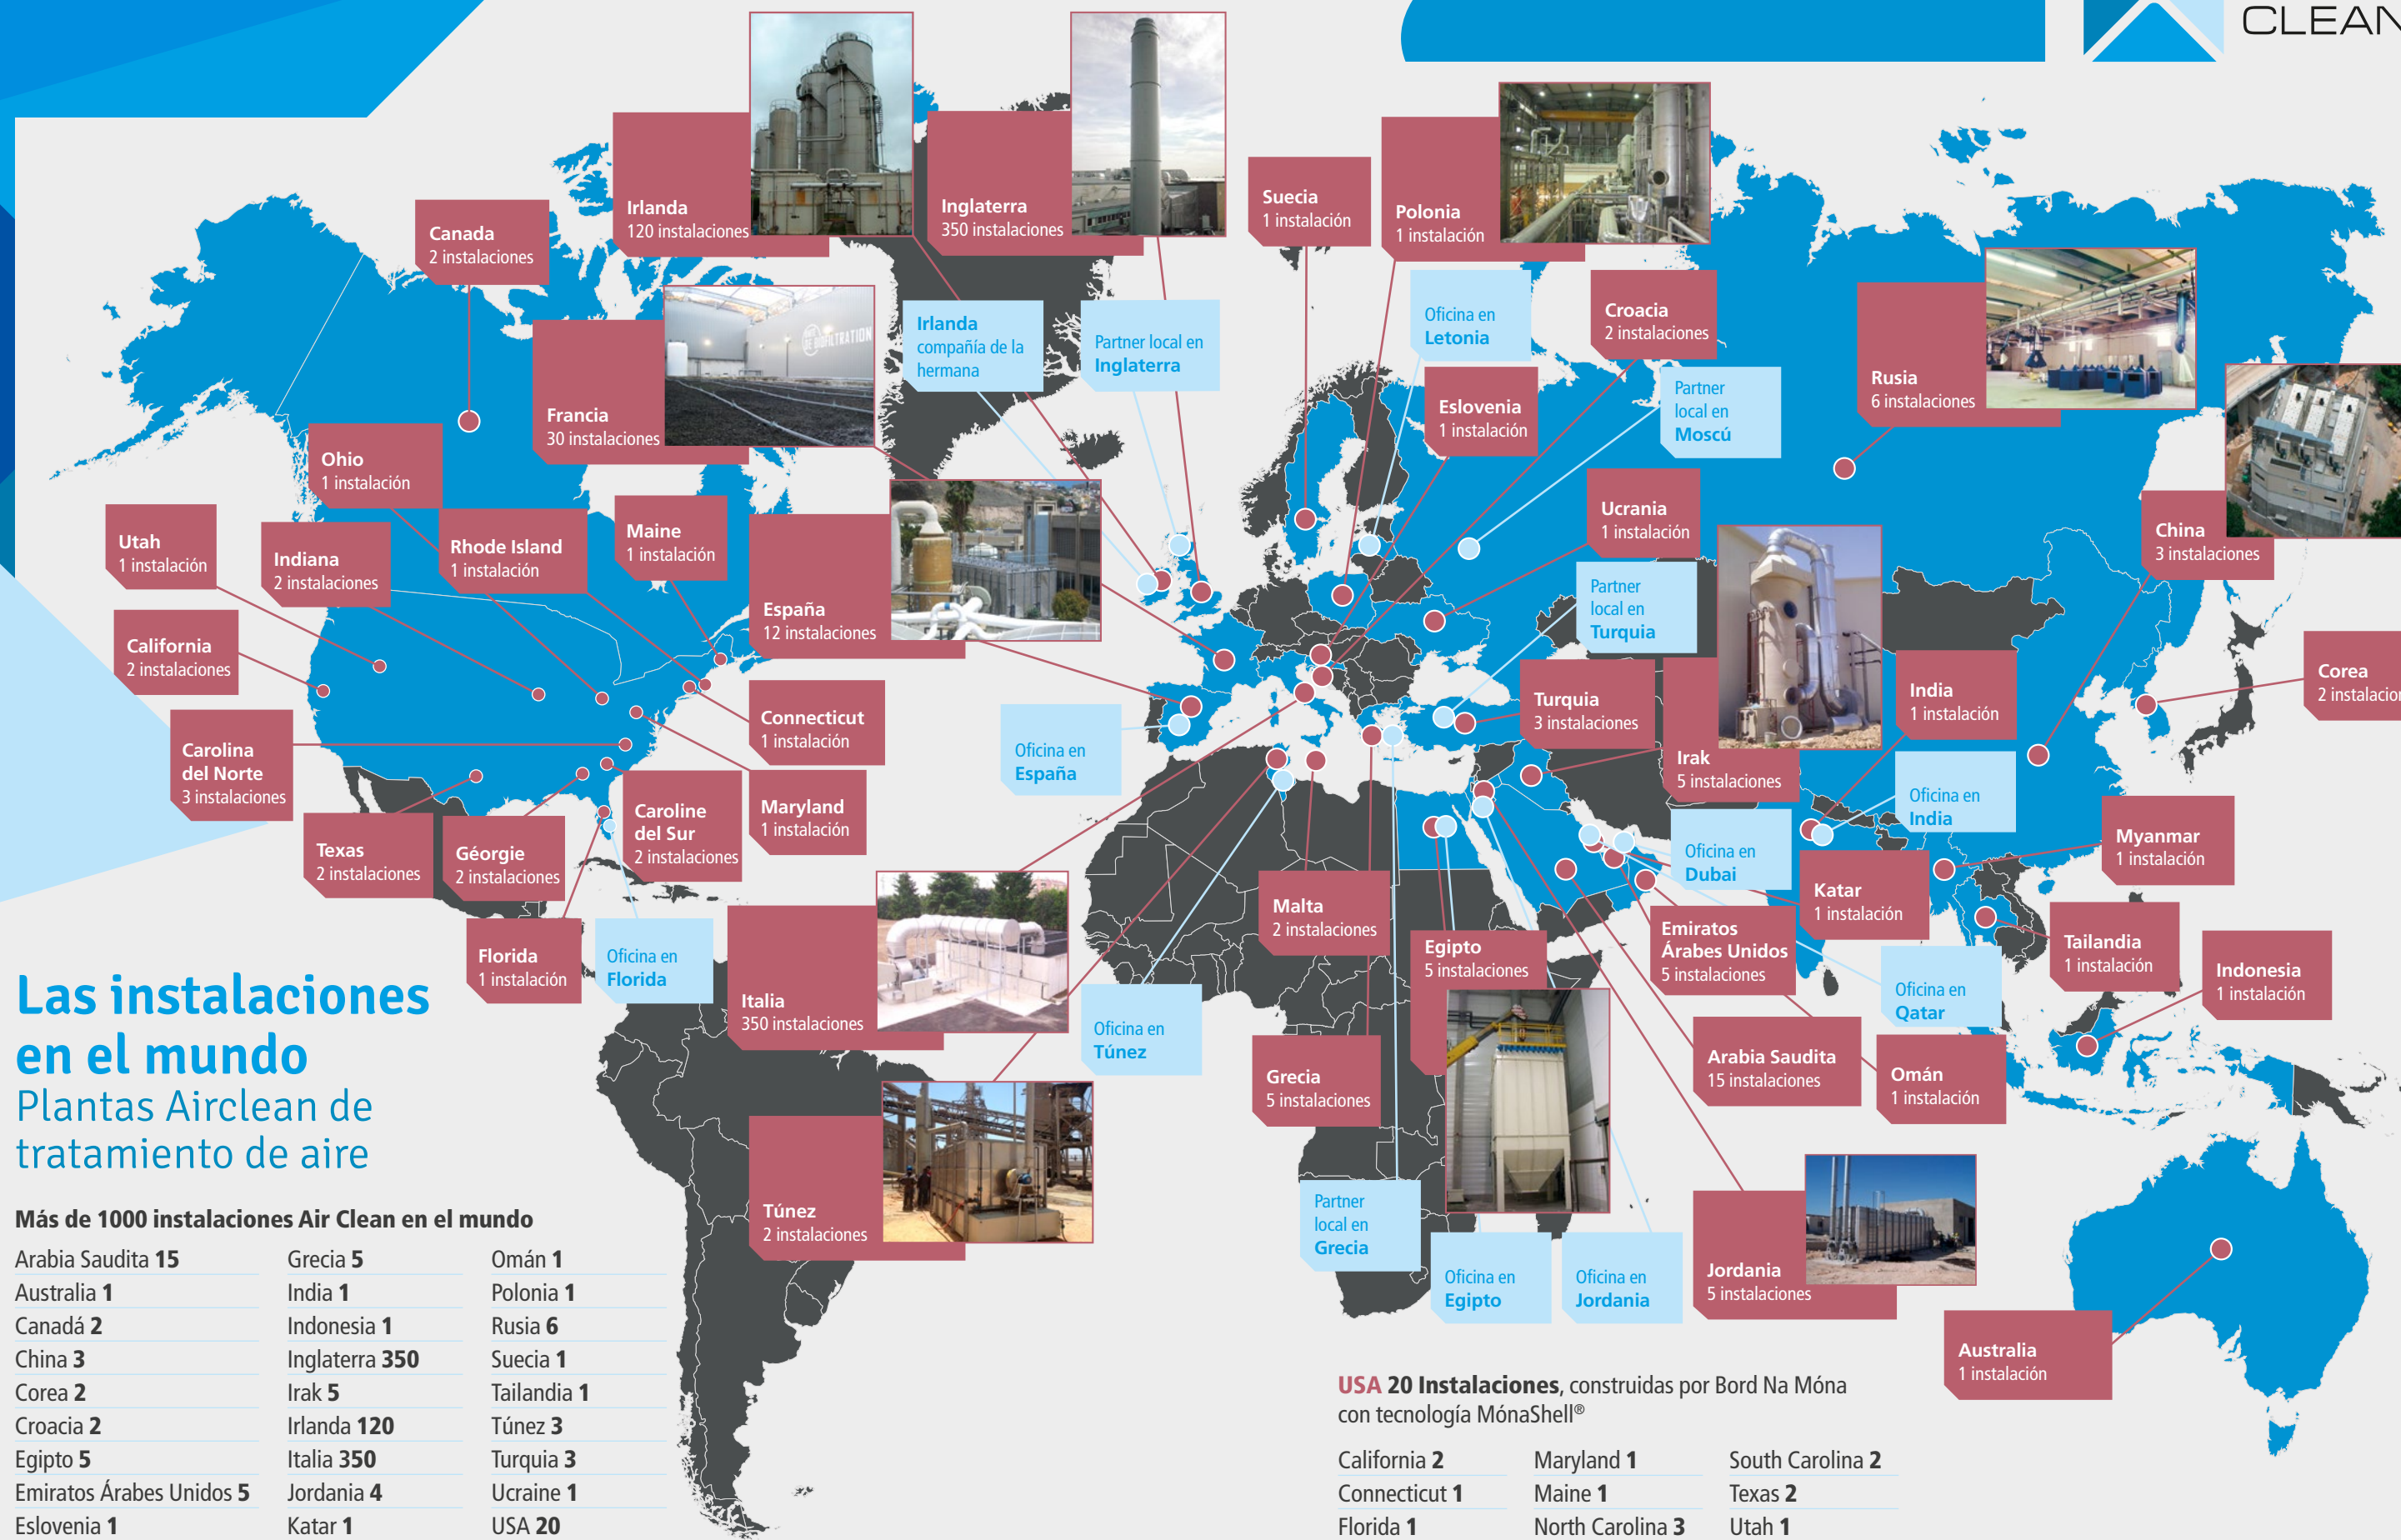 CLEAN
Irlanda
120 instalaciones
Inglaterra
350 instalaciones
Suecia
1 instalación
Polonia
1 instalación
Canada
2 instalaciones
Irlanda
compañía de la
hermana
Partner local en
Inglaterra
Oficina en
Letonia
Croacia
2 instalaciones
Francia
30 instalaciones
DE BIOFILTRATION
Eslovenia
1 instalación
Partner
local en
Moscú
Rusia
6 instalaciones
Ohio
1 instalación
Utah
1 instalación
Indiana
2 instalaciones
Rhode Island
1 instalación
Maine
1 instalación
Ucrania
1 instalación
China
3 instalaciones
España
12 instalaciones
Partner
local en
Turquia
California
2 instalaciones
Corea
2 instalacion
Carolina
del Norte
3 instalaciones
Connecticut
1 instalación
Oficina en
España
Turquia
3 instalaciones
Irak
5 instalaciones
India
1 instalación
Texas
2 instalaciones
Géorgie
2 instalaciones
Caroline
del Sur
2 instalaciones
Maryland
1 instalación
Oficina en
India
Oficina en
Dubai
Myanmar
1 instalación
Florida
1 instalación
Oficina en
Florida
Malta
2 instalaciones
Katar
1 instalación
Emiratos
Árabes Unidos
5 instalaciones
Egipto
5 instalaciones
Tailandia
1 instalación
Indonesia
1 instalación
Italia
350 instalaciones
Oficina en
Túnez
Oficina en
Qatar
Grecia
5 instalaciones
Arabia Saudita
15 instalaciones
Omán
1 instalación
Túnez
2 instalaciones
Partner
local en
Grecia
Oficina en
Egipto
Oficina en
Jordania
Jordania
5 instalaciones
Australia
1 instalación
Las instalaciones
en el mundo
Plantas Airclean de
tratamiento de aire
Más de 1000 instalaciones Air Clean en el mundo
Arabia Saudita 15
Australia 1
Canadá 2
China 3
Corea 2
Croacia 2
Egipto 5
Emiratos Árabes Unidos 5
Eslovenia 1
Grecia 5
India 1
Indonesia 1
Inglaterra 350
Irak 5
Irlanda 120
Italia 350
Jordania 4
Katar 1
Omán 1
Polonia 1
Rusia 6
Suecia 1
Tailandia 1
Túnez 3
Turquia 3
Ucraine 1
USA 20
USA 20 Instalaciones, construidas por Bord Na Móna
con tecnología MónaShell®
California 2
Connecticut 1
Florida 1
Maryland 1
Maine 1
North Carolina 3
South Carolina 2
Texas 2
Utah 1